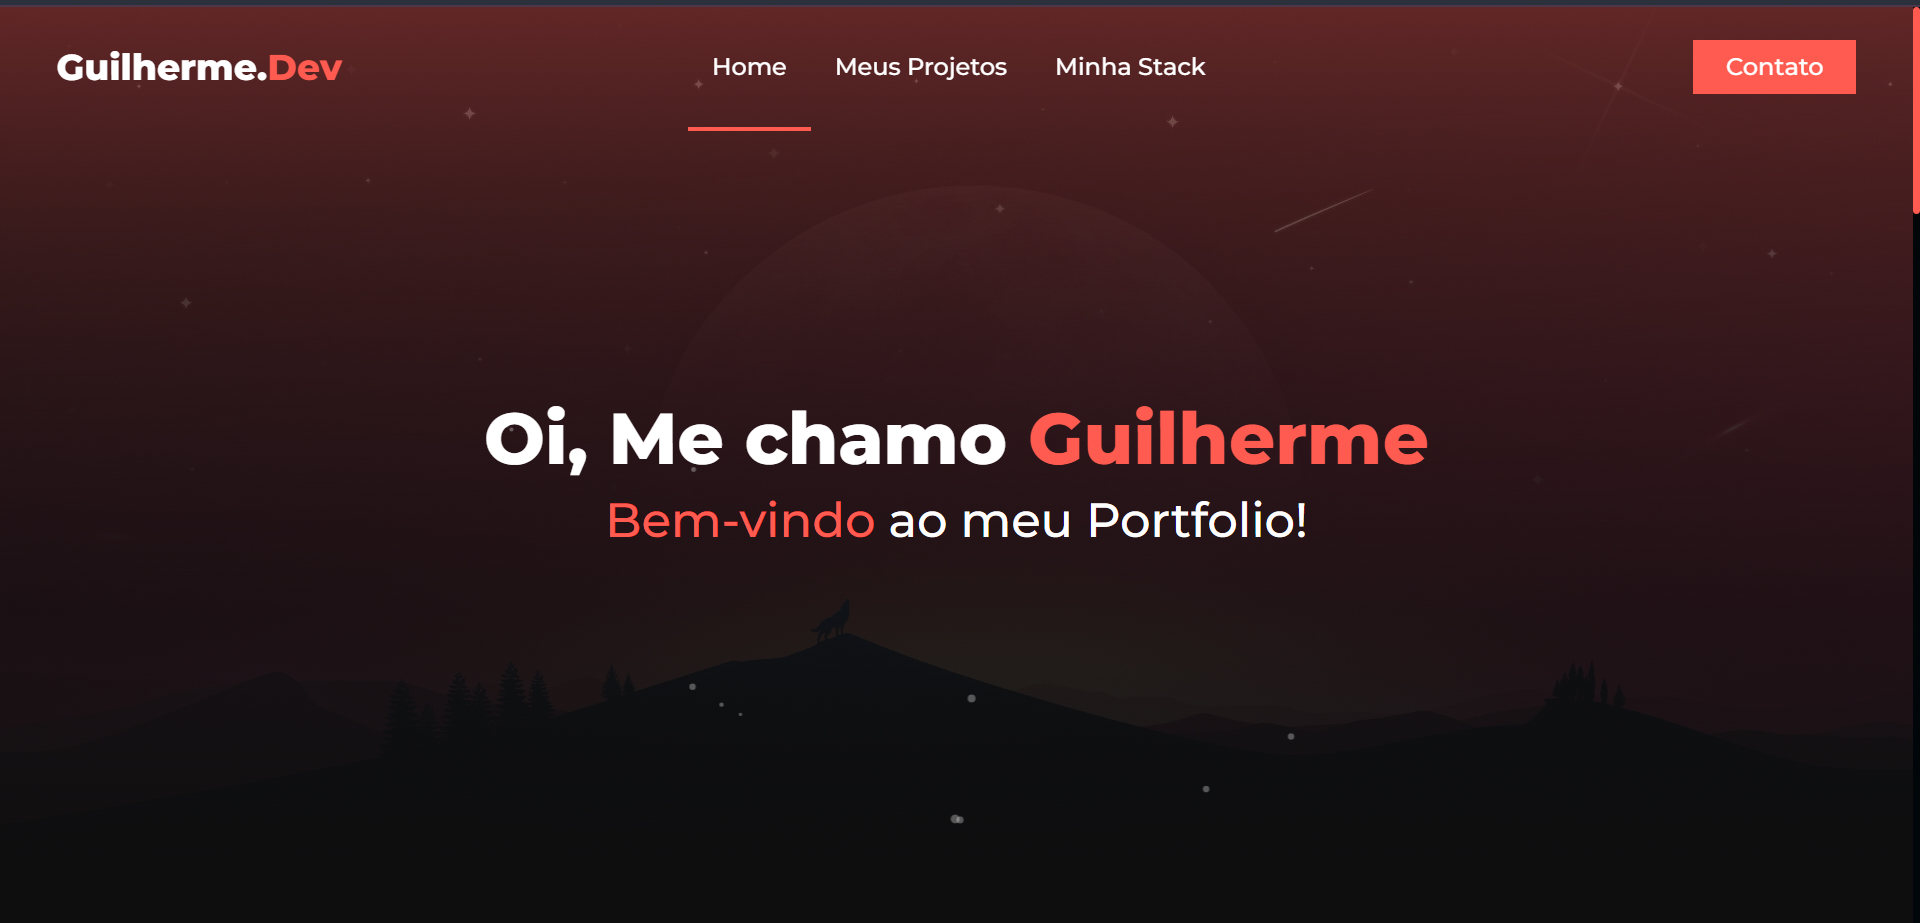 Guilherme.Dev
Home
Meus Projetos
Minha Stack
Contato
Oi, Me chamo Guilherme
Bem-vindo ao meu Portfolio!